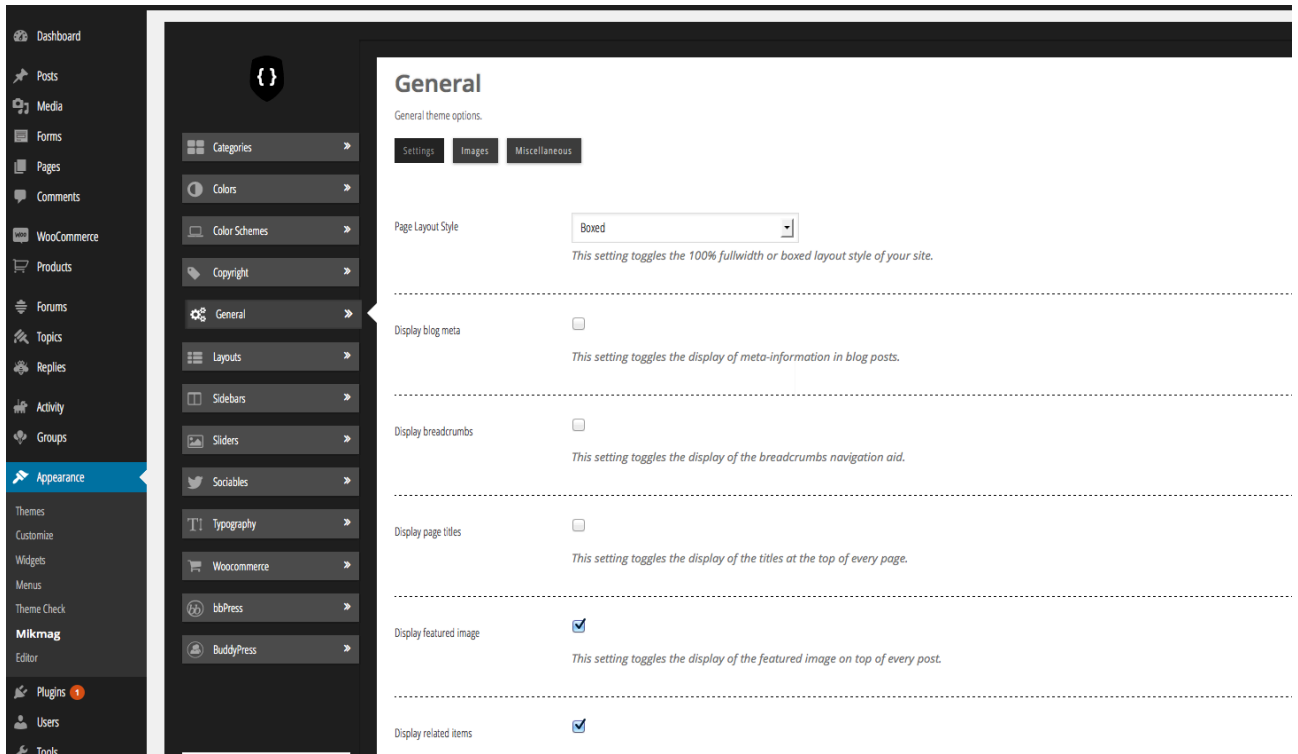 Dashboard
Posts
Media
Forms
Pages
Comments
WooCommerce
Products
Forums
Topics
Replies
Activity
Groups
Appearance
Themes
Customize
Widgets
Menus
Theme Check
Mikmag
Editor
Plugins 1
Users
Tools
{ }
Categories »
Colors »
Color Schemes »
Copyright »
General »
Layouts »
Sidebars »
Sliders »
Sociables »
Typography »
Woocommerce »
bbPress »
BuddyPress »
General
General theme options.
Settings Images Miscellaneous
Page Layout Style Boxed
This setting toggles the 100% fullwidth or boxed layout style of your site.
Display blog meta
This setting toggles the display of meta-information in blog posts.
Display breadcrumbs
This setting toggles the display of the breadcrumbs navigation aid.
Display page titles
This setting toggles the display of the titles at the top of every page.
Display featured image
This setting toggles the display of the featured image on top of every post.
Display related items